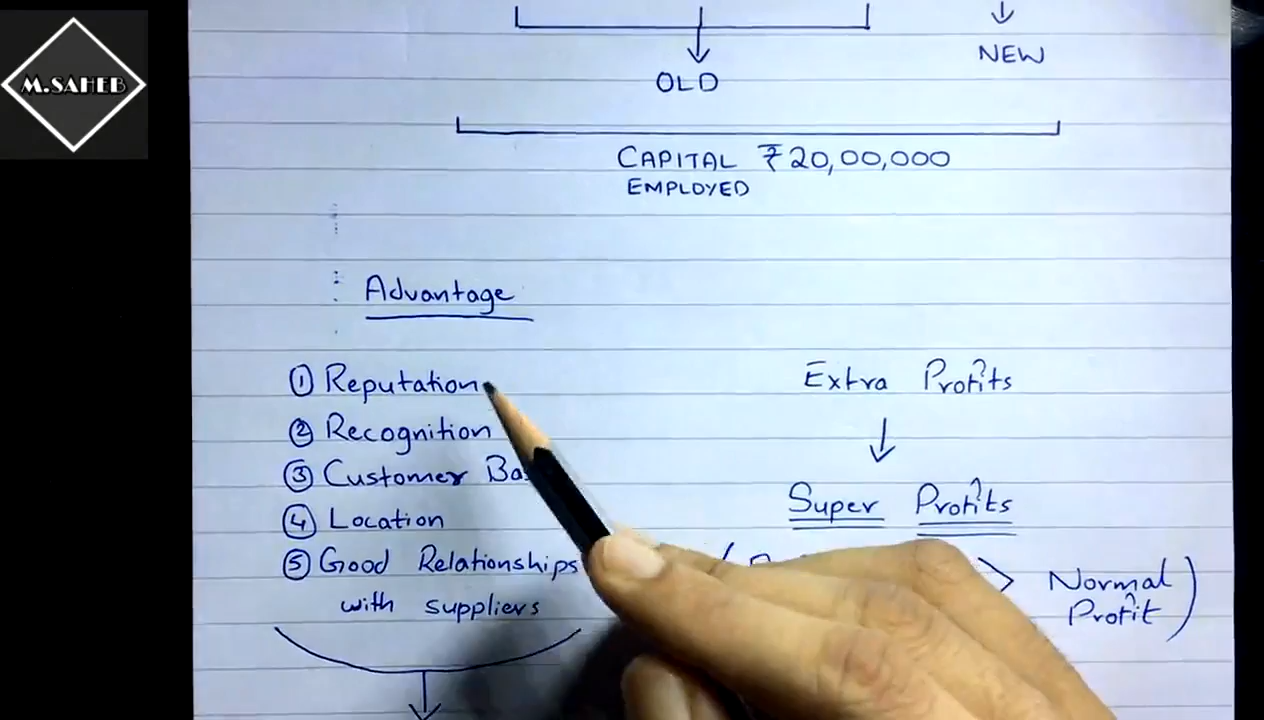 M.SAHEB
NEW
OLD
CAPITAL ₹20,00,000
EMPLOYED
Advantage
① Reputation
② Recognition
③ Customer
④ Location
⑤ Good Relationships
with suppliers
Extra Profits
↓
Super Profits
( > Normal
Profit )